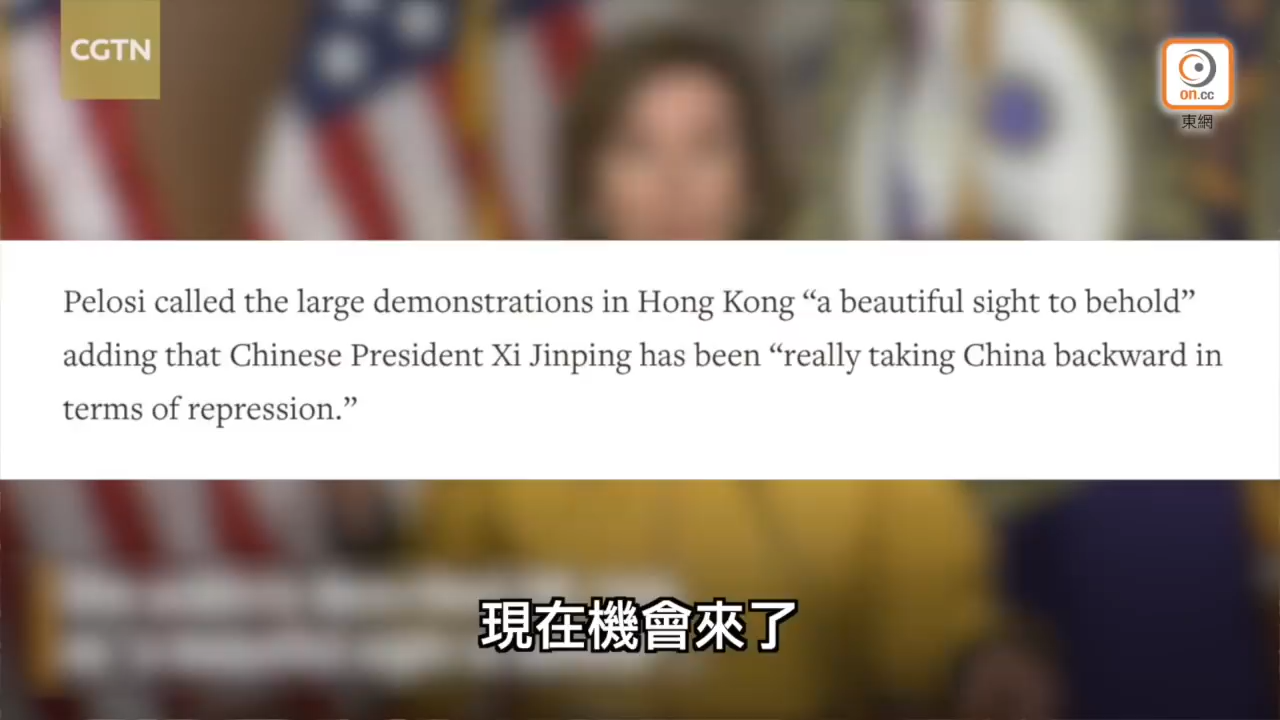 CGTN
on.cc
東網
Pelosi called the large demonstrations in Hong Kong “a beautiful sight to behold”
adding that Chinese President Xi Jinping has been “really taking China backward in
terms of repression.”
現在機會來了